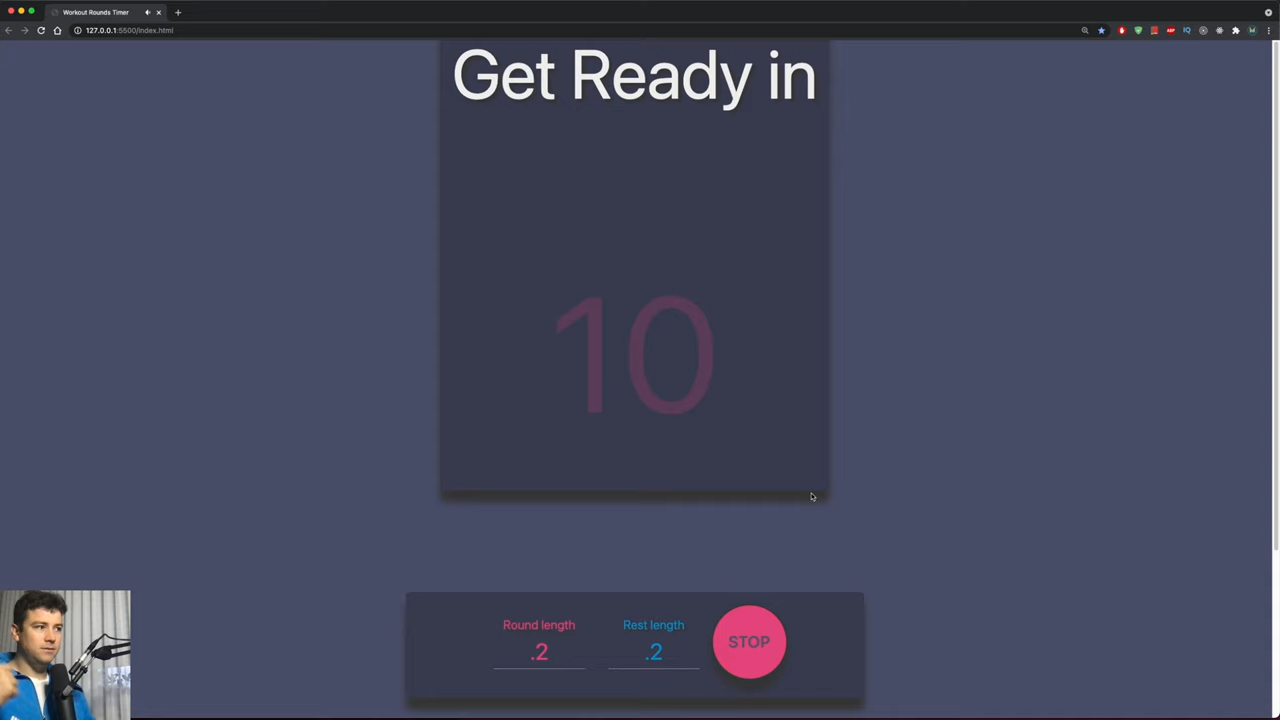 Workout Rounds Timer
127.0.0.1:5500/index.html
Get Ready in
10
Round length
Rest length
.2
.2
STOP